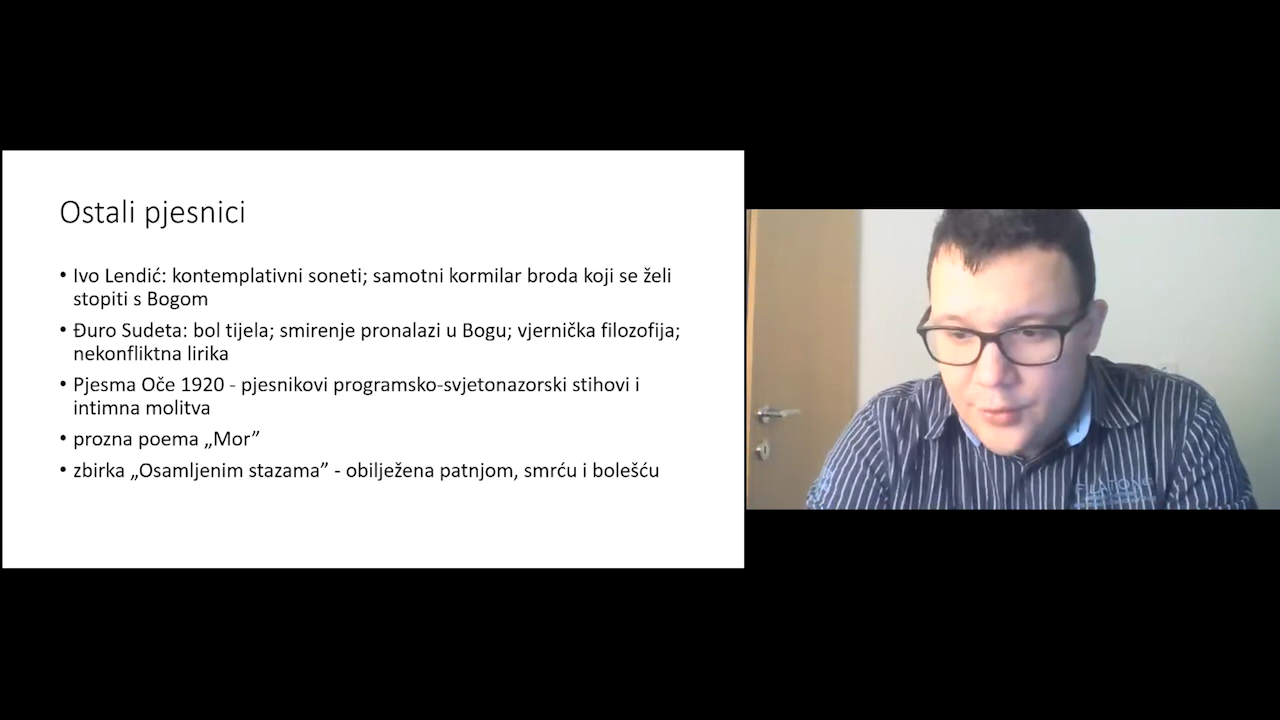 Ostali pjesnici
• Ivo Lendić: kontemplativni soneti; samotni kormilar broda koji se želi
stopiti s Bogom
• Đuro Sudeta: bol tijela; smirenje pronalazi u Bogu; vjernička filozofija;
nekonfliktna lirika
• Pjesma Oče 1920 - pjesnikovi programsko-svjetonazorski stihovi i
intimna molitva
• prozna poema „Mor”
• zbirka „Osamljenim stazama” - obilježena patnjom, smrću i bolešću